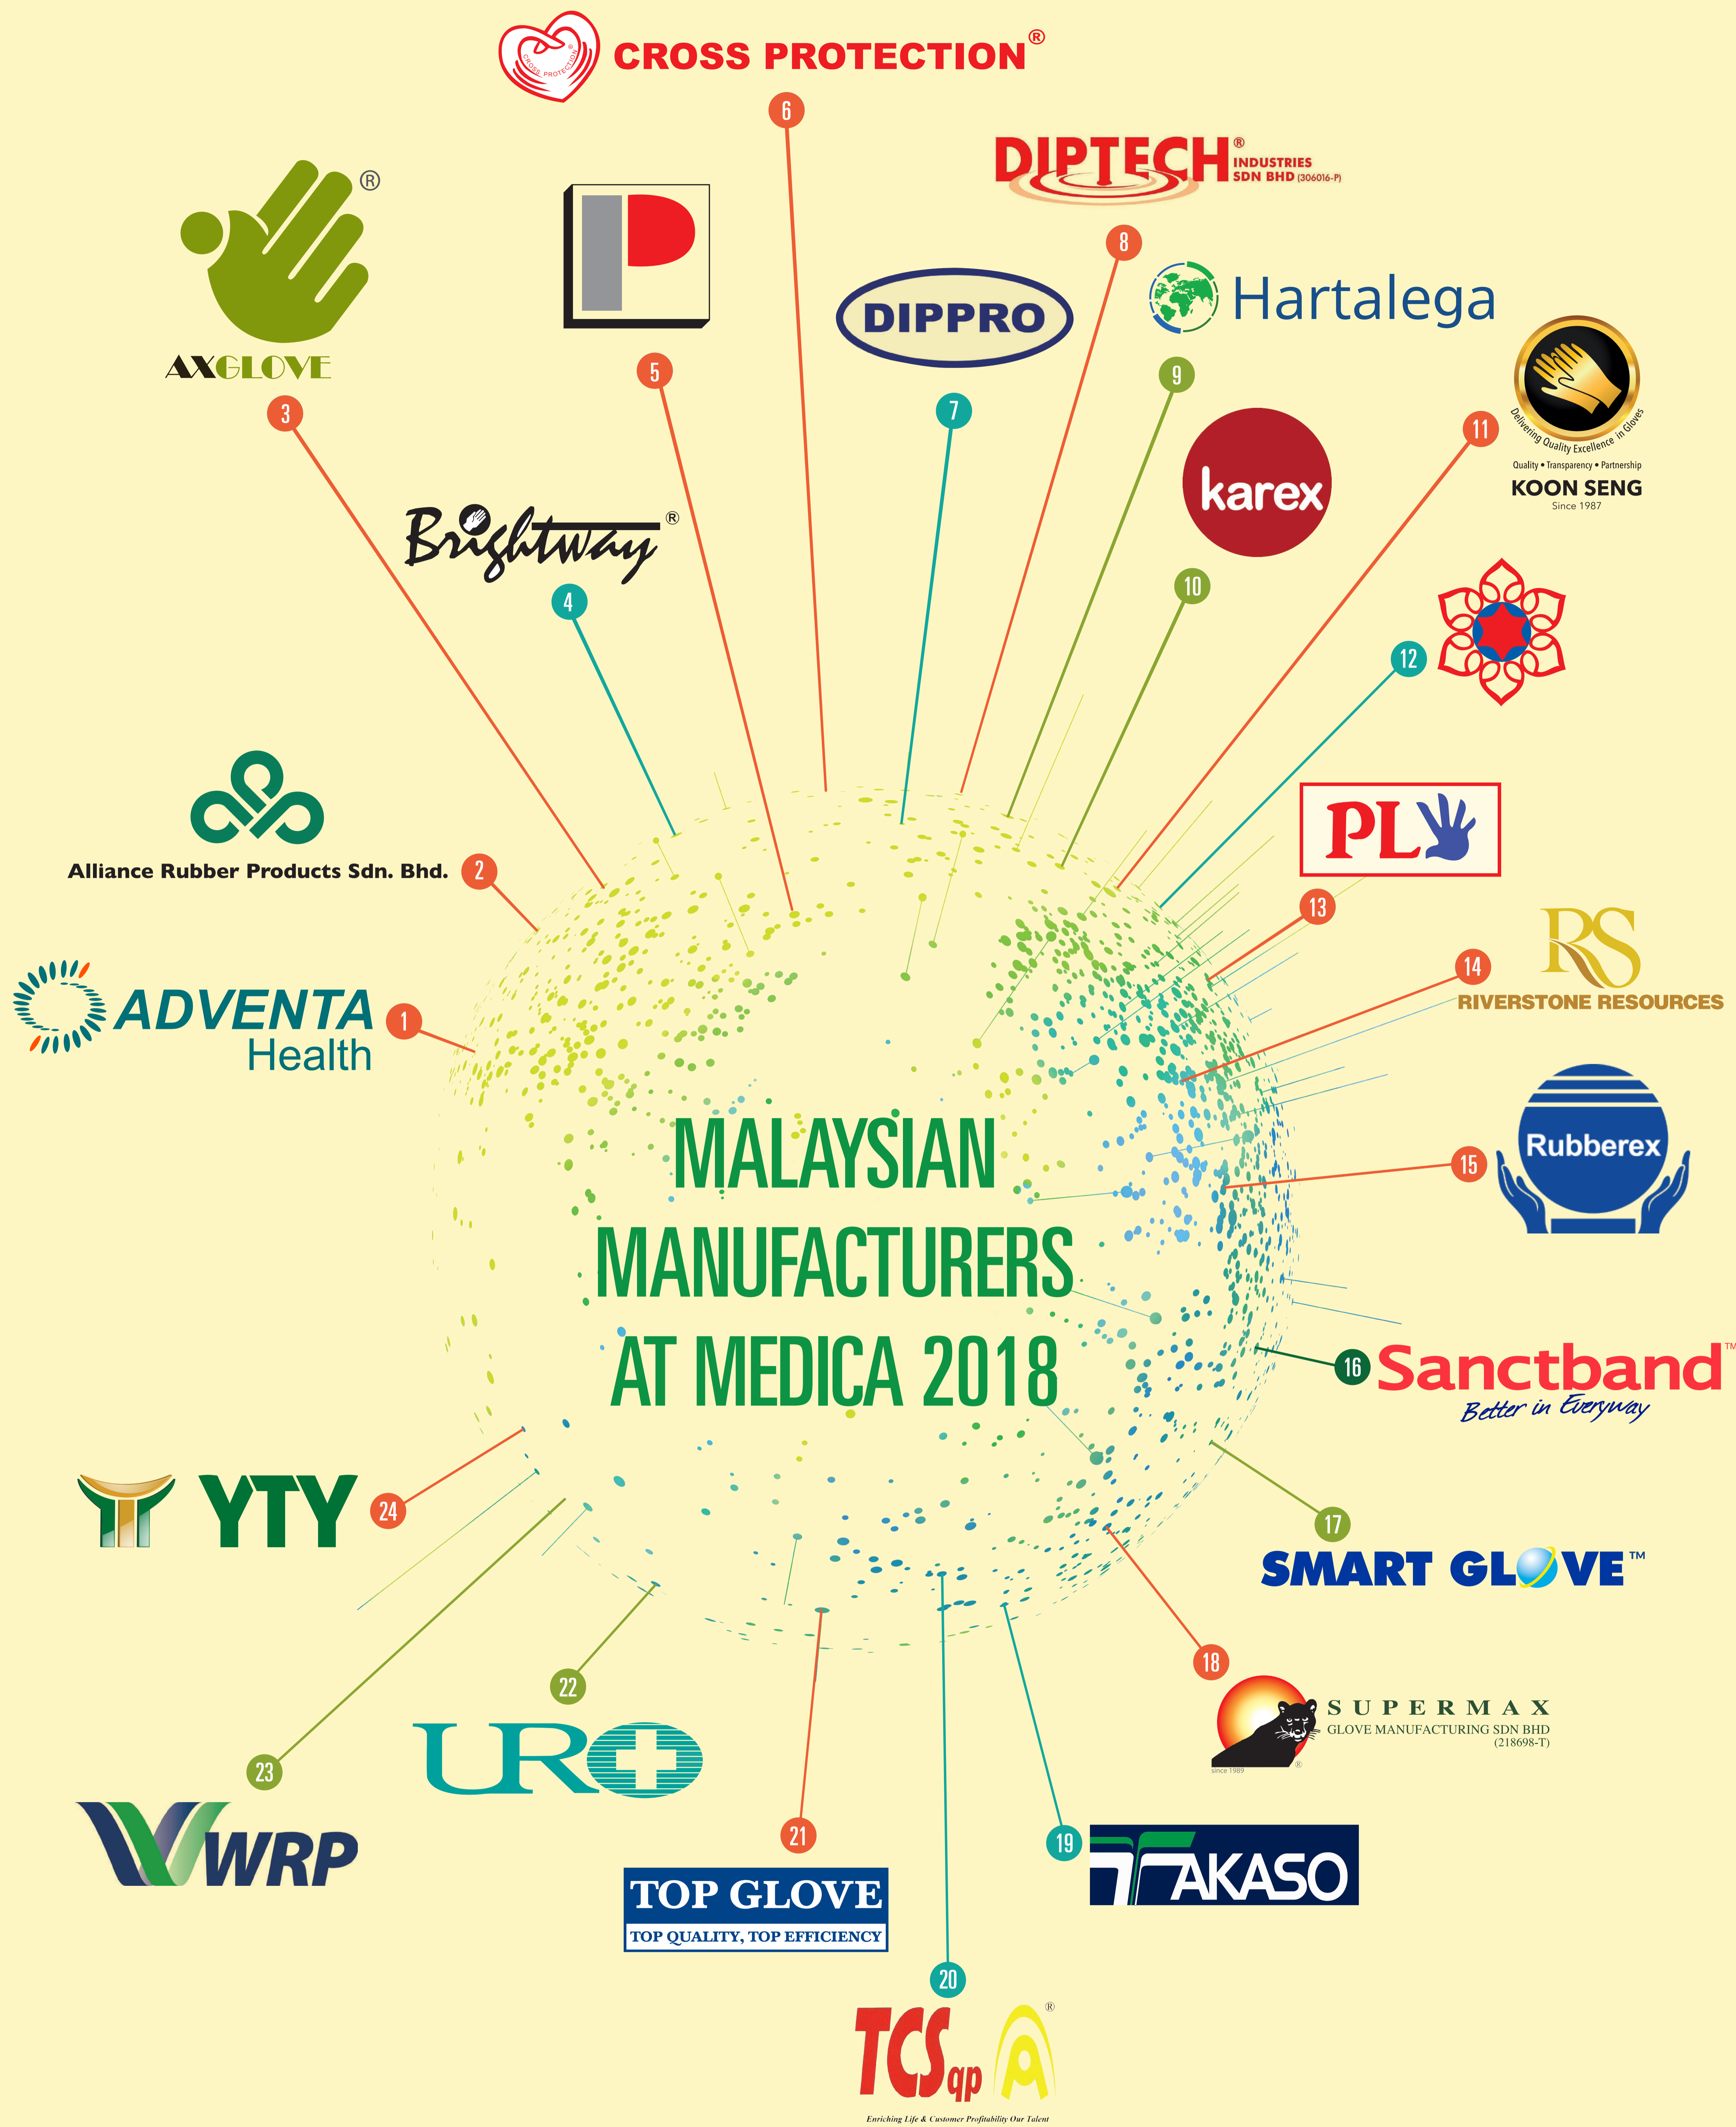 CROSS PROTECTION®
CROSS PROTECTION ®
6
DIPTECH®
INDUSTRIES
SDN BHD (306016-P)
8
®
AXGLOVE
3
P
5
DIPPRO
7
Hartalega
9
Delivering Quality Excellence in Gloves
Quality • Transparency • Partnership
KOON SENG
Since 1987
11
karex
10
Brightway®
4
12
PL
13
Alliance Rubber Products Sdn. Bhd.
2
RS
RIVERSTONE RESOURCES
14
ADVENTA
Health
1
Rubberex
15
MALAYSIAN
MANUFACTURERS
AT MEDICA 2018
16
Sanctband™
Better in Everyway
YTY
24
17
SMART GLOVE™
18
SUPERMAX
GLOVE MANUFACTURING SDN BHD
(218698-T)
since 1989
®
22
URO
23
WRP
21
TOP GLOVE
TOP QUALITY, TOP EFFICIENCY
19
TAKASO
20
TCSqp
®
Enriching Life & Customer Profitability Our Talent